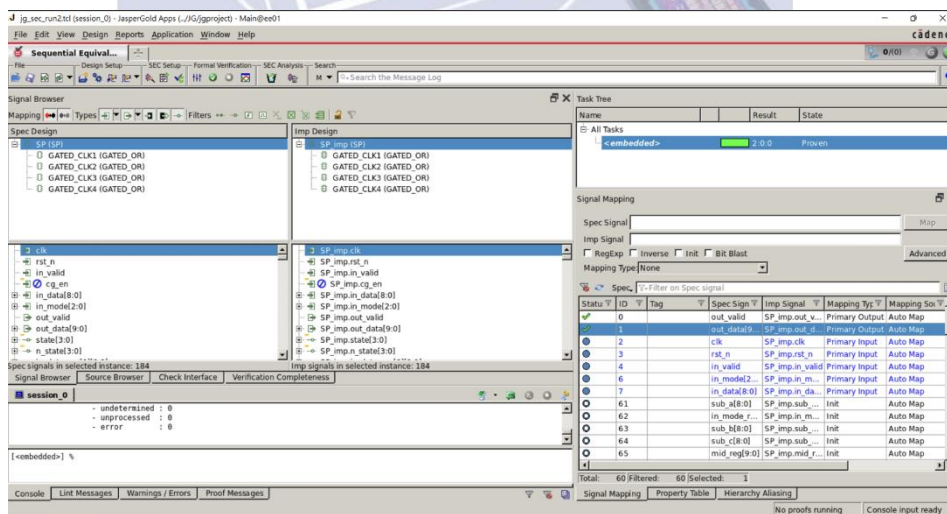 jg_sec_run2.tcl (session_0) - JasperGold Apps (../JG/jgproject) - Main@ee01
File Edit View Design Reports Application Window Help
cādenc
Sequential Equival...
0/(0)
File Design Setup SEC Setup Formal Verification SEC Analysis Search
Search the Message Log
Signal Browser
Mapping Types Filters
Spec Design Imp Design
SP (SP) SP_imp (SP)
GATED_CLK1 (GATED_OR) GATED_CLK1 (GATED_OR)
GATED_CLK2 (GATED_OR) GATED_CLK2 (GATED_OR)
GATED_CLK3 (GATED_OR) GATED_CLK3 (GATED_OR)
GATED_CLK4 (GATED_OR) GATED_CLK4 (GATED_OR)
clk SP_imp.clk
rst_n SP_imp.rst_n
in_valid SP_imp.in_valid
cg_en SP_imp.cg_en
in_data[8:0] SP_imp.in_data[8:0]
in_mode[2:0] SP_imp.in_mode[2:0]
out_valid SP_imp.out_valid
out_data[9:0] SP_imp.out_data[9:0]
state[3:0] SP_imp.state[3:0]
n_state[3:0] SP_imp.n_state[3:0]
Spec signals in selected instance: 184 Imp signals in selected instance: 184
Signal Browser Source Browser Check Interface Verification Completeness
session_0
- undetermined : 0
- unprocessed : 0
- error : 0
[<embedded>] %
Console Lint Messages Warnings / Errors Proof Messages
Task Tree
Name Result State
All Tasks
<embedded> 2:0:0 Proven
Signal Mapping
Spec Signal Map
Imp Signal
RegExp Inverse Init Bit Blast Advanced
Mapping Type: None
Spec, Filter on Spec signal
Statu ID Tag Spec Sign Imp Signal Mapping Typ Mapping Sou
0 out_valid SP_imp.out_v... Primary Output Auto Map
1 out_data[9... SP_imp.out_d... Primary Output Auto Map
2 clk SP_imp.clk Primary Input Auto Map
3 rst_n SP_imp.rst_n Primary Input Auto Map
4 in_valid SP_imp.in_valid Primary Input Auto Map
6 in_mode[2... SP_imp.in_m... Primary Input Auto Map
7 in_data[8:0] SP_imp.in_da... Primary Input Auto Map
61 sub_a[8:0] SP_imp.sub_... Init Auto Map
62 in_mode_r... SP_imp.in_m... Init Auto Map
63 sub_b[8:0] SP_imp.sub_... Init Auto Map
64 sub_c[8:0] SP_imp.sub_... Init Auto Map
65 mid_reg[9:0] SP_imp.mid_r... Init Auto Map
Total: 60 Filtered: 60 Selected: 1
Signal Mapping Property Table Hierarchy Aliasing
No proofs running Console input ready